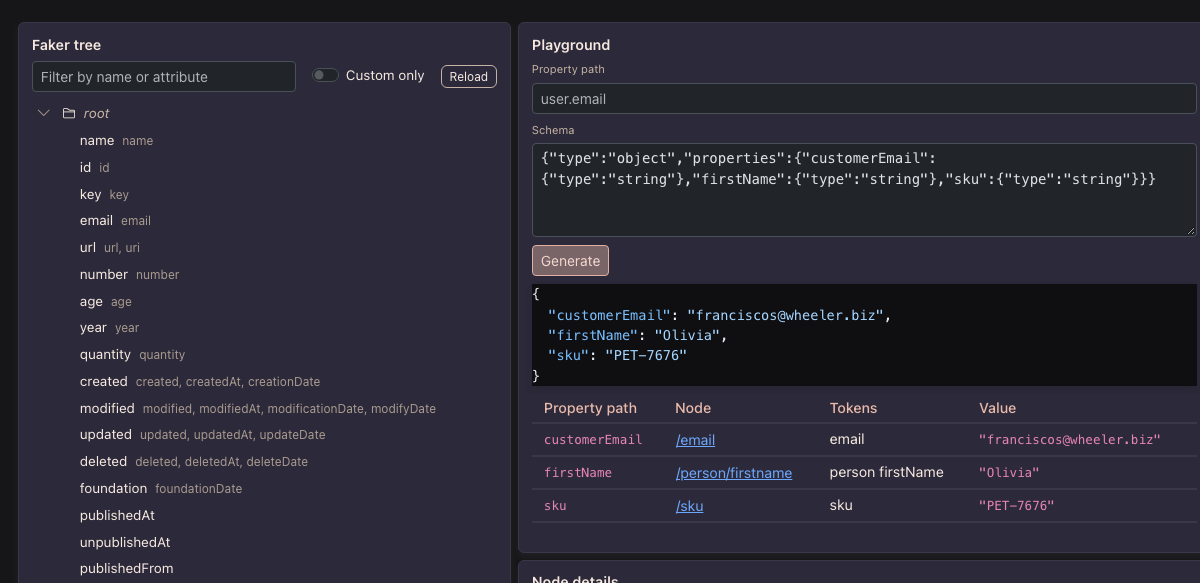 Faker tree
Filter by name or attribute
Custom only
Reload
root
name name
id id
key key
email email
url url, uri
number number
age age
year year
quantity quantity
created created, createdAt, creationDate
modified modified, modifiedAt, modificationDate, modifyDate
updated updated, updatedAt, updateDate
deleted deleted, deletedAt, deleteDate
foundation foundationDate
publishedAt
unpublishedAt
publishedFrom
Playground
Property path
user.email
Schema
{"type":"object","properties":{"customerEmail":
{"type":"string"},"firstName":{"type":"string"},"sku":{"type":"string"}}}
Generate
{
"customerEmail": "franciscos@wheeler.biz",
"firstName": "Olivia",
"sku": "PET-7676"
}
Property path Node Tokens Value
customerEmail /email email "franciscos@wheeler.biz"
firstName /person/firstname person firstName "Olivia"
sku /sku sku "PET-7676"
Node details